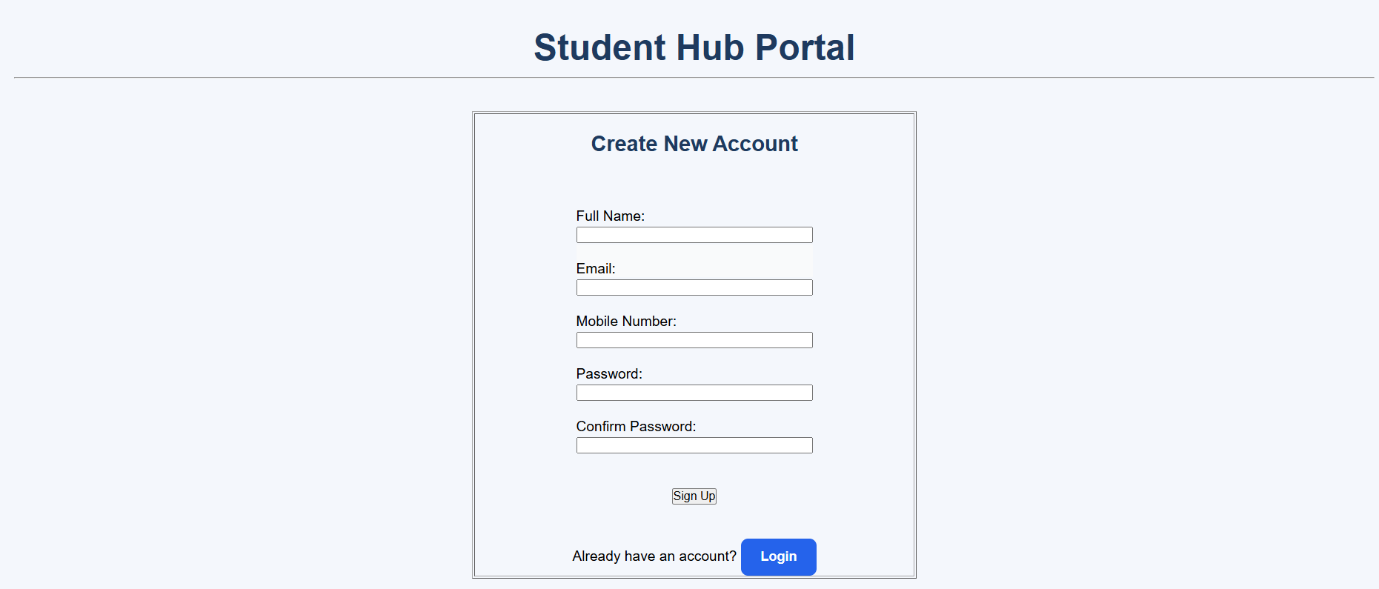 Student Hub Portal
Create New Account
Full Name:
Email:
Mobile Number:
Password:
Confirm Password:
Sign Up
Already have an account? Login